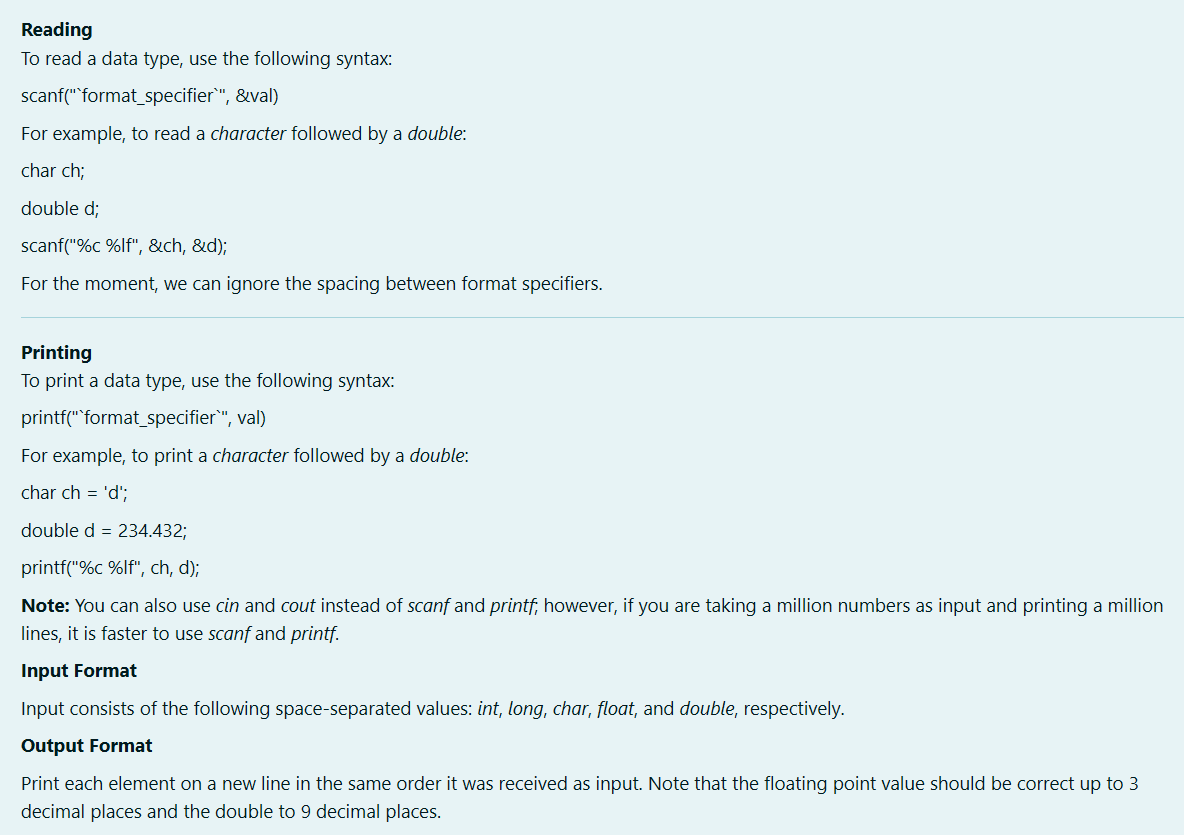 Reading
To read a data type, use the following syntax:
scanf("`format_specifier`", &val)
For example, to read a character followed by a double:
char ch;
double d;
scanf("%c %lf", &ch, &d);
For the moment, we can ignore the spacing between format specifiers.
Printing
To print a data type, use the following syntax:
printf("`format_specifier`", val)
For example, to print a character followed by a double:
char ch = 'd';
double d = 234.432;
printf("%c %lf", ch, d);
Note: You can also use cin and cout instead of scanf and printf; however, if you are taking a million numbers as input and printing a million
lines, it is faster to use scanf and printf.
Input Format
Input consists of the following space-separated values: int, long, char, float, and double, respectively.
Output Format
Print each element on a new line in the same order it was received as input. Note that the floating point value should be correct up to 3
decimal places and the double to 9 decimal places.